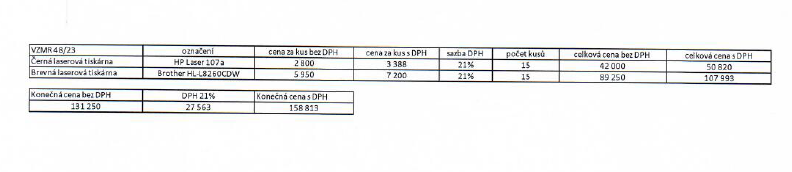 VZMR 48/23 označení cena za kus bez DPH cena za kus s DPH sazba DPH počet kusů celková cena bez DPH celková cena s DPH
Černá laserová tiskárna HP Laser 107a 2 800 3 388 21% 15 42 000 50 820
Brevná laserová tiskárna Brother HL-L8260CDW 5 950 7 200 21% 15 89 250 107 993
Konečná cena bez DPH DPH 21% Konečná cena s DPH
131 250 27 563 158 813